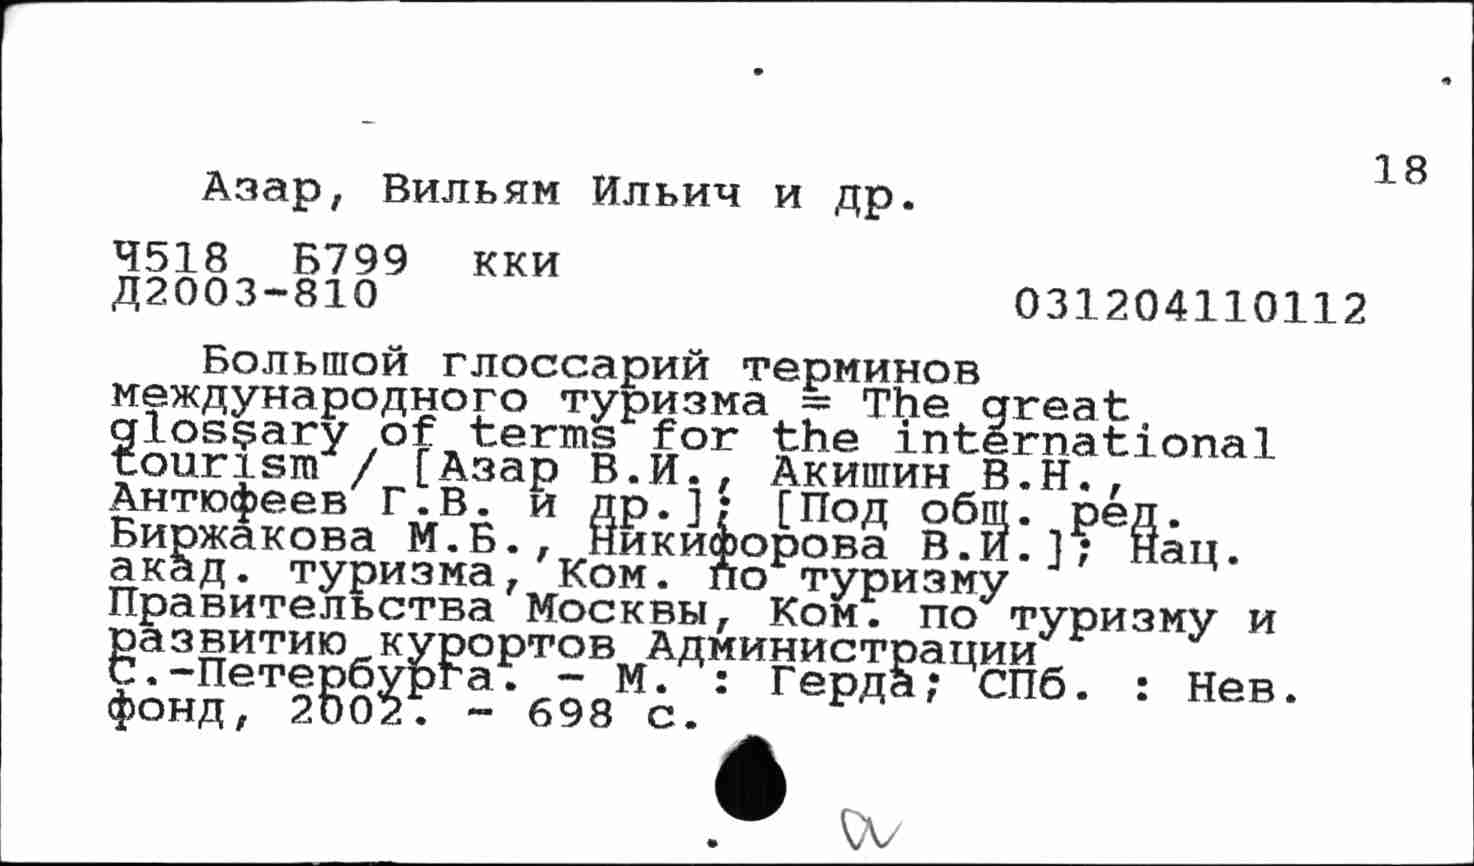 18
Азар, Вильям Ильич и др.
Ч518 Б799 кки
Д2003-810
031204110112
Большой глоссарий терминов
международного туризма = The great
glossary of terms for the international
tourism / [Азар В.И., Акишин В.Н.,
Антюфеев Г.В. и др.]; [Под общ. ред.
Биржакова М.Б., Никифорова В.И.]; Нац.
акад. туризма, Ком. по туризму
Правительства Москвы, Ком. по туризму и
развитию курортов Администрации
С.-Петербурга. - М. : Герда; СПб. : Нев.
фонд, 2002. - 698 с.
а